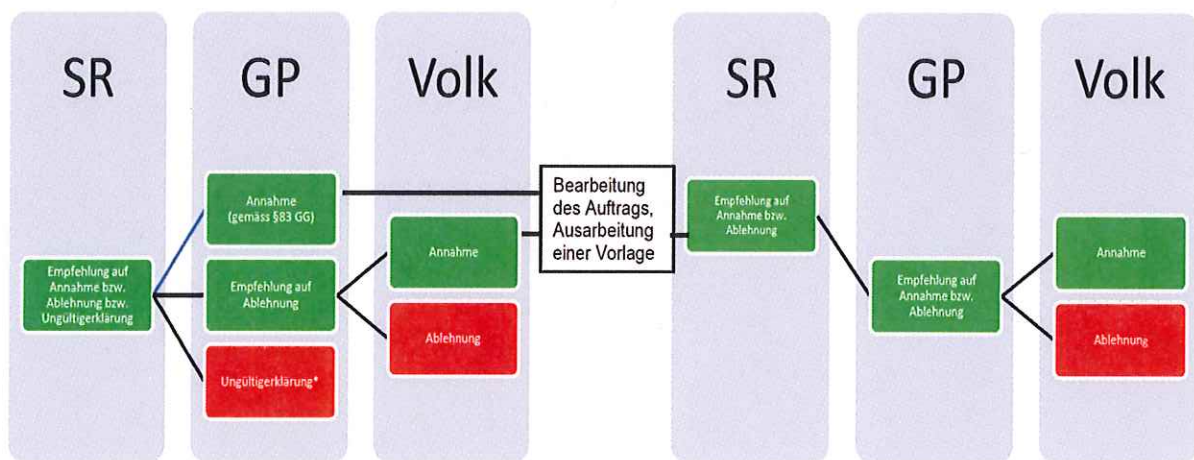 SR
GP
Volk
SR
GP
Volk
Empfehlung auf
Annahme bzw.
Ablehnung bzw.
Ungültigerklärung
Annahme
(gemäss §83 GG)
Empfehlung auf
Ablehnung
Ungültigerklärung*
Annahme
Ablehnung
Bearbeitung
des Auftrags,
Ausarbeitung
einer Vorlage
Empfehlung auf
Annahme bzw.
Ablehnung
Empfehlung auf
Annahme bzw.
Ablehnung
Annahme
Ablehnung